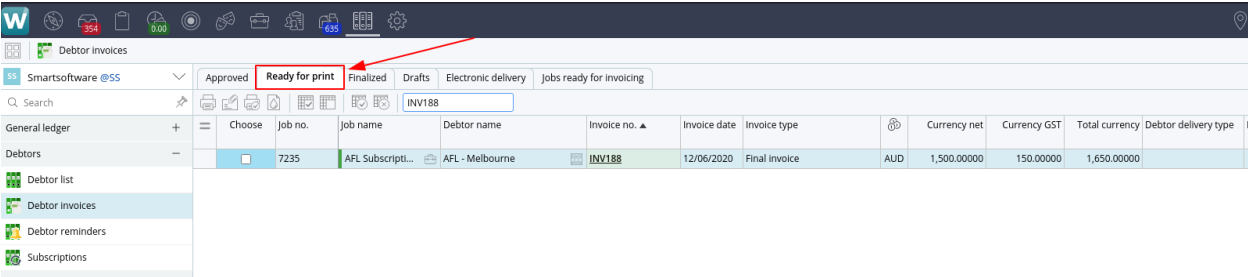 W 354 0.00 635
Debtor invoices
SS Smartsoftware @SS
Approved Ready for print Finalized Drafts Electronic delivery Jobs ready for invoicing
Search
INV188
General ledger +
Choose Job no. Job name Debtor name Invoice no. ▲ Invoice date Invoice type Currency net Currency GST Total currency Debtor delivery type
Debtors −
7235 AFL Subscripti... AFL - Melbourne INV188 12/06/2020 Final invoice AUD 1,500.00000 150.00000 1,650.00000
Debtor list
Debtor invoices
Debtor reminders
Subscriptions